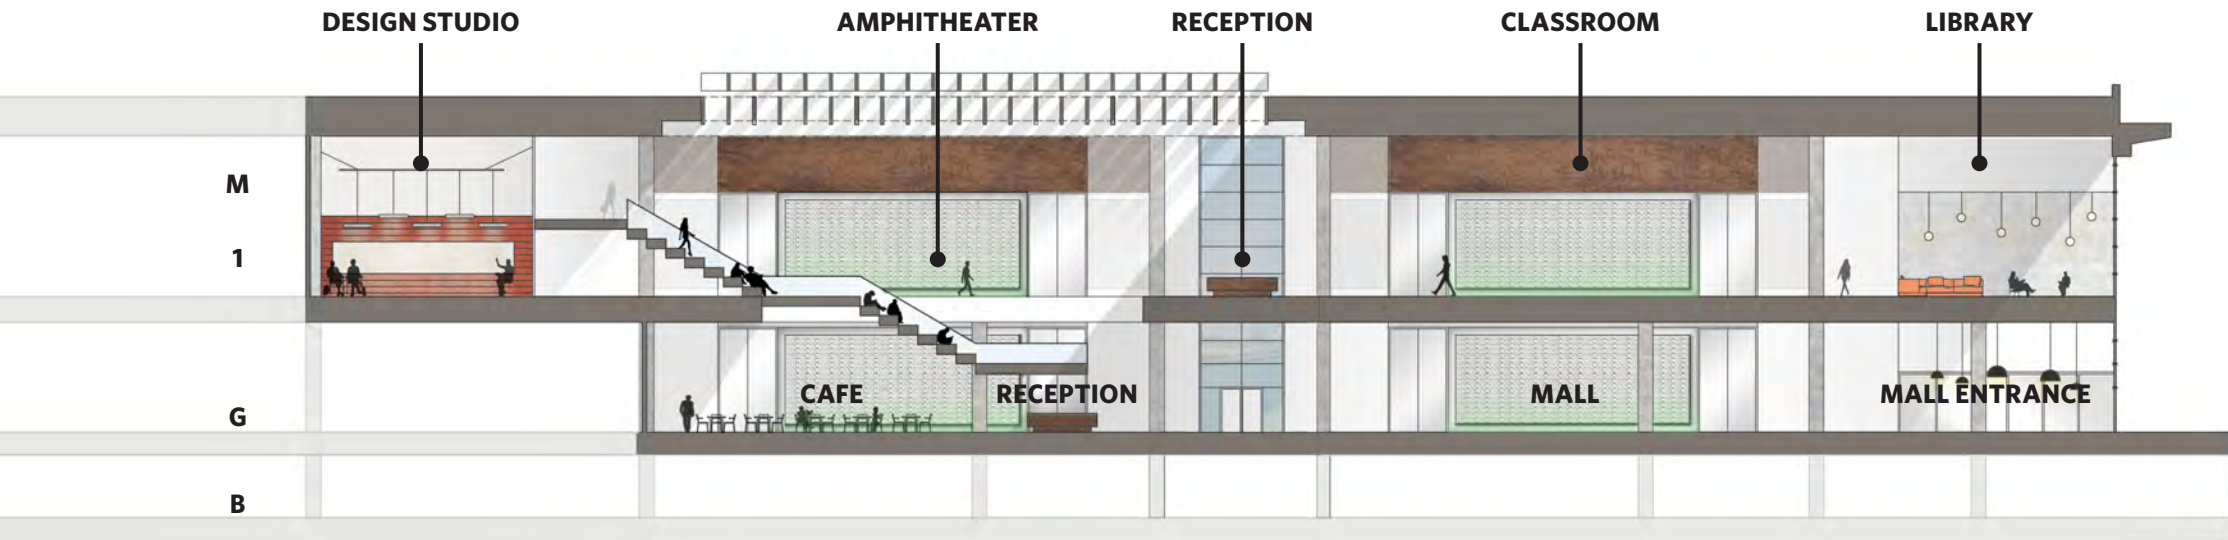 DESIGN STUDIO
AMPHITHEATER
RECEPTION
CLASSROOM
LIBRARY
M
1
CAFE
RECEPTION
MALL
MALL ENTRANCE
G
B